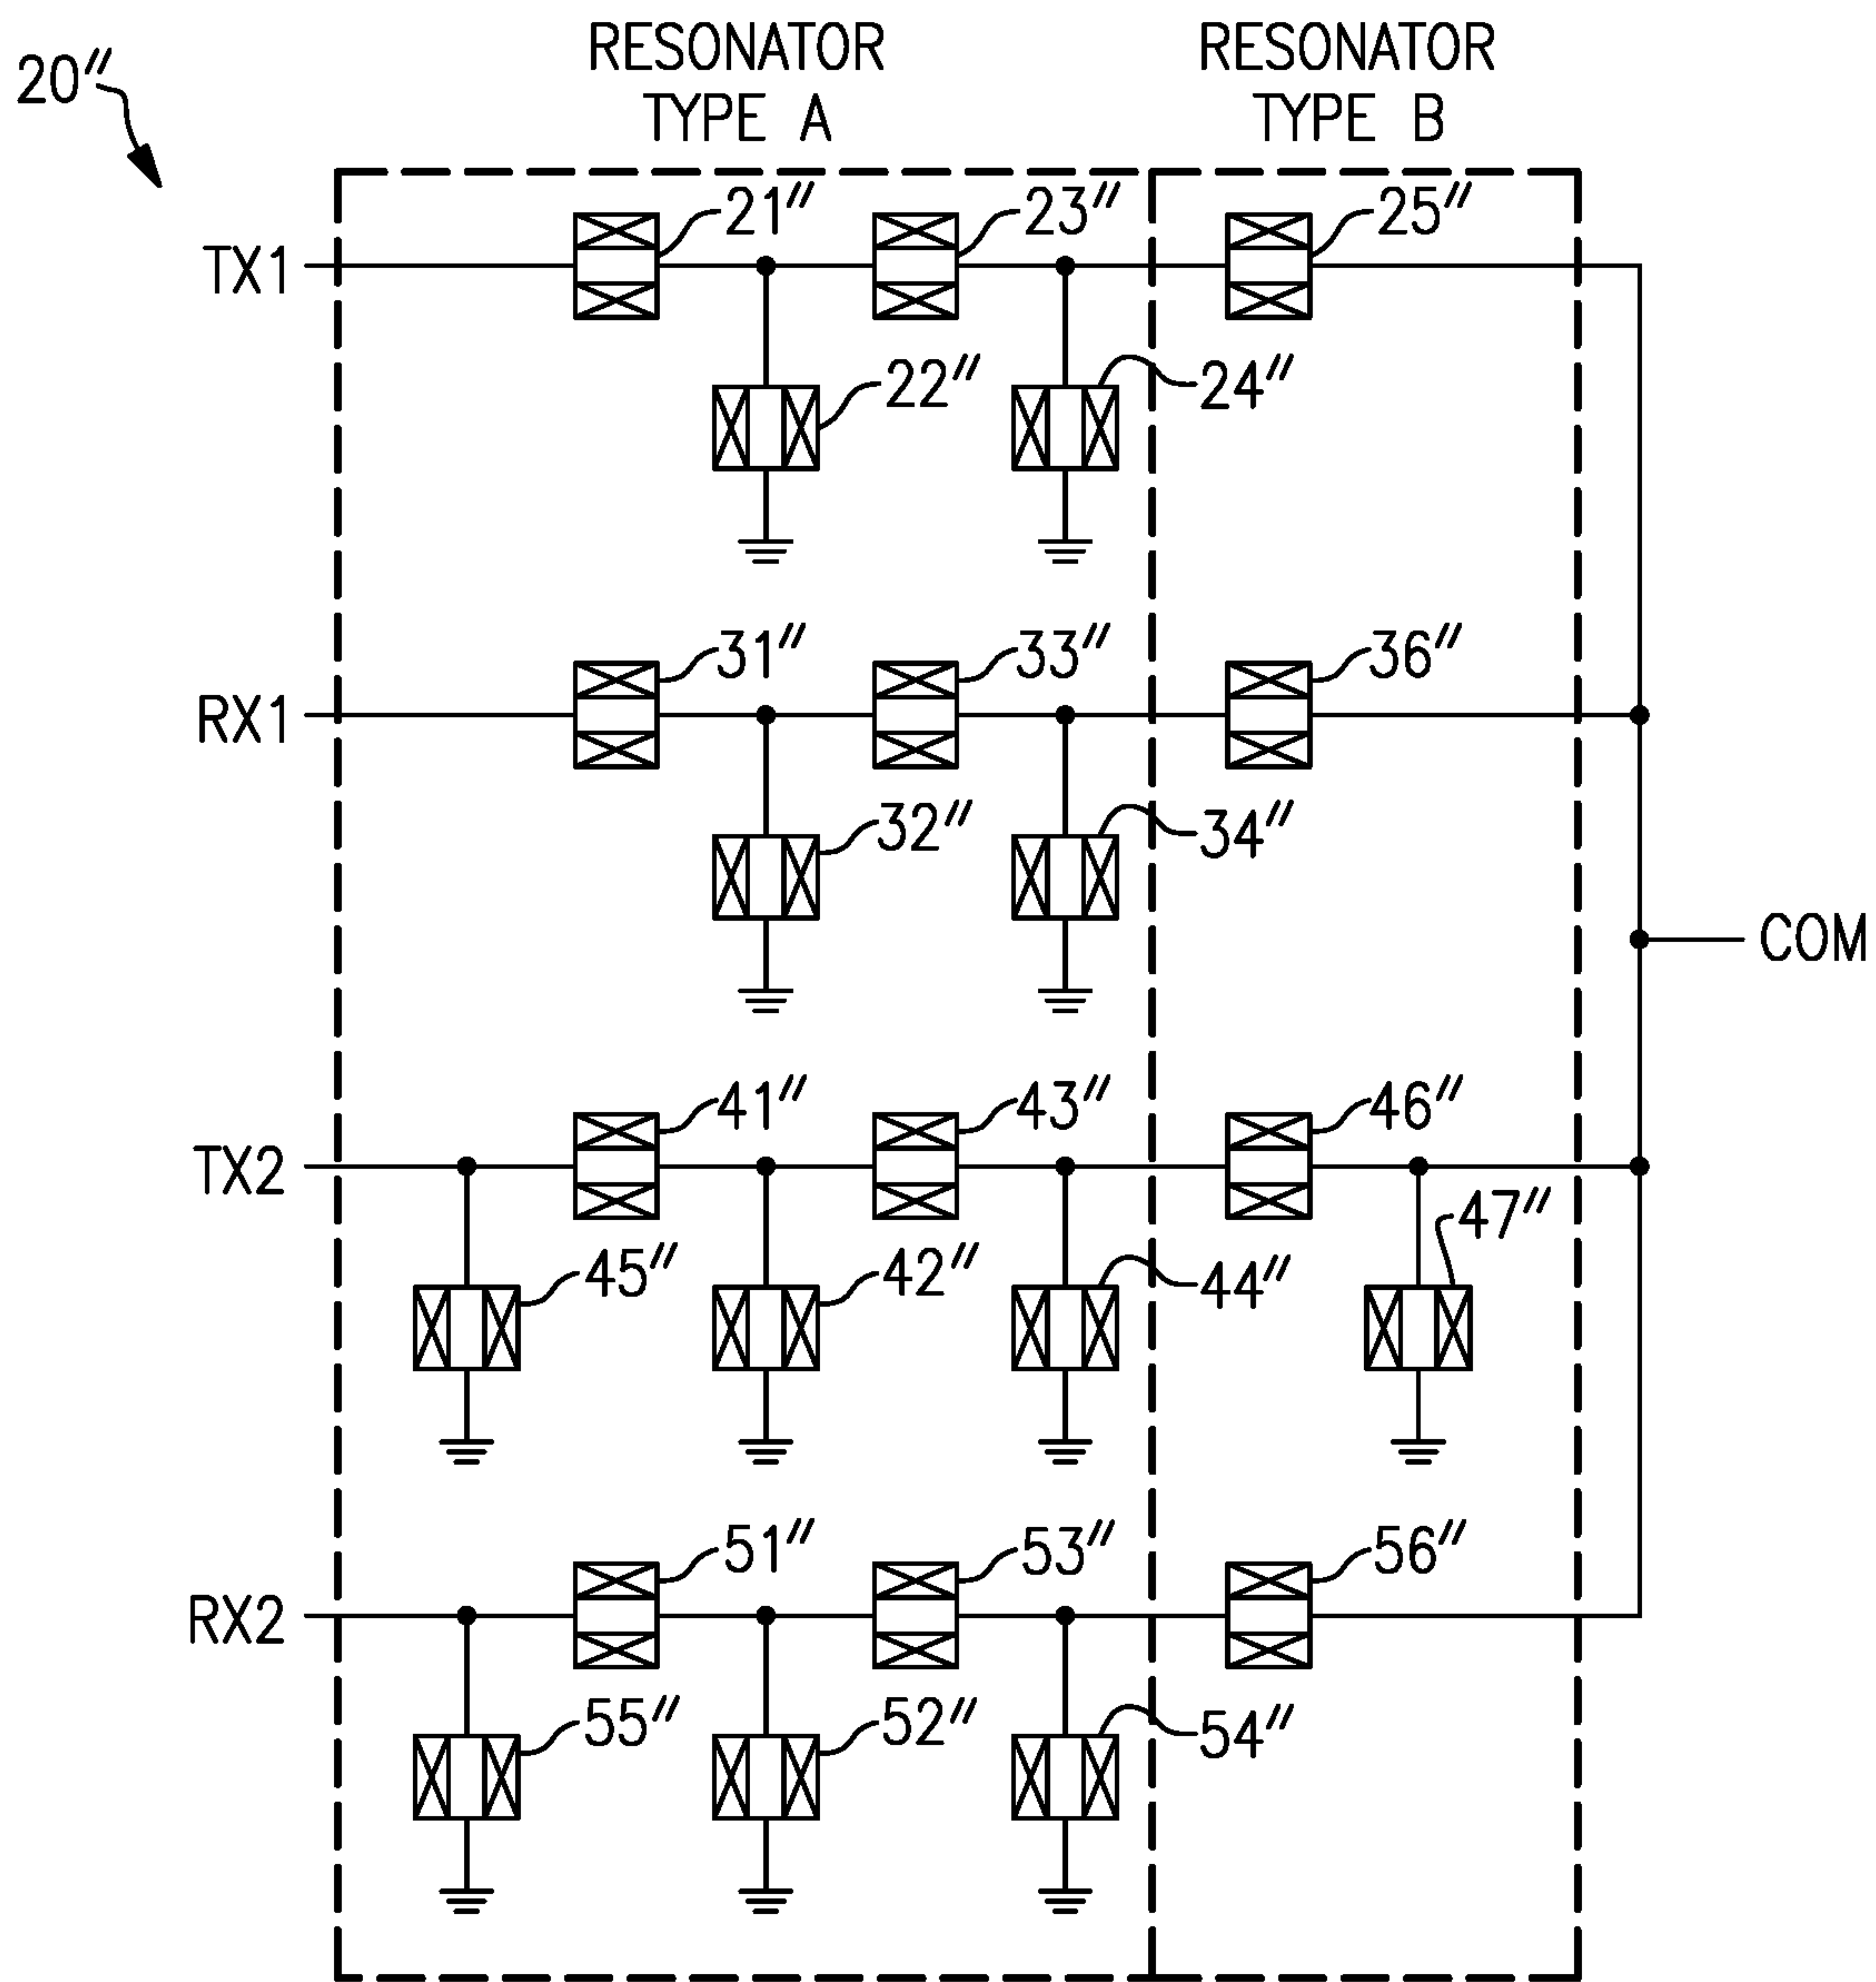 20″
RESONATOR
TYPE A
RESONATOR
TYPE B
TX1
21″
23″
25″
22″
24″
RX1
31″
33″
36″
32″
34″
COM
TX2
41″
43″
46″
47″
45″
42″
44″
RX2
51″
53″
56″
55″
52″
54″